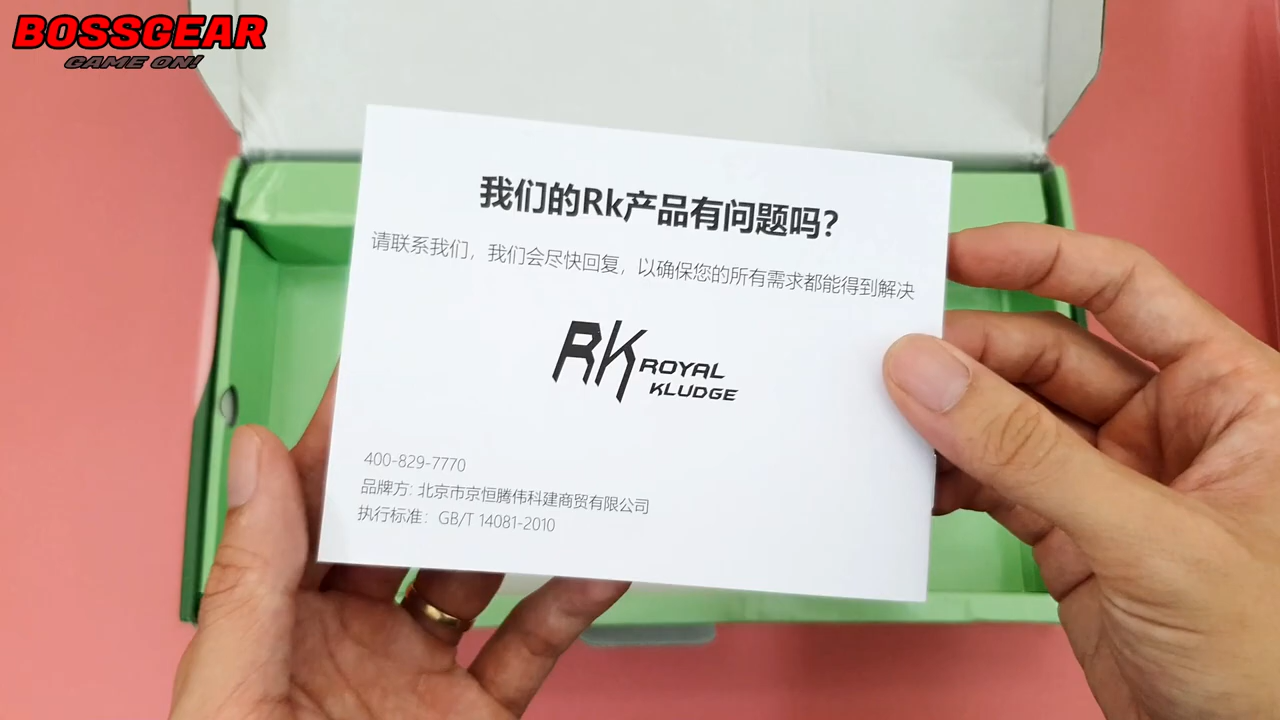 BOSSGEAR
GAME ON!
我们的Rk产品有问题吗?
请联系我们，我们会尽快回复，以确保您的所有需求都能得到解决
RK ROYAL
KLUDGE
400-829-7770
品牌方: 北京市京恒腾伟科建商贸有限公司
执行标准：GB/T 14081-2010